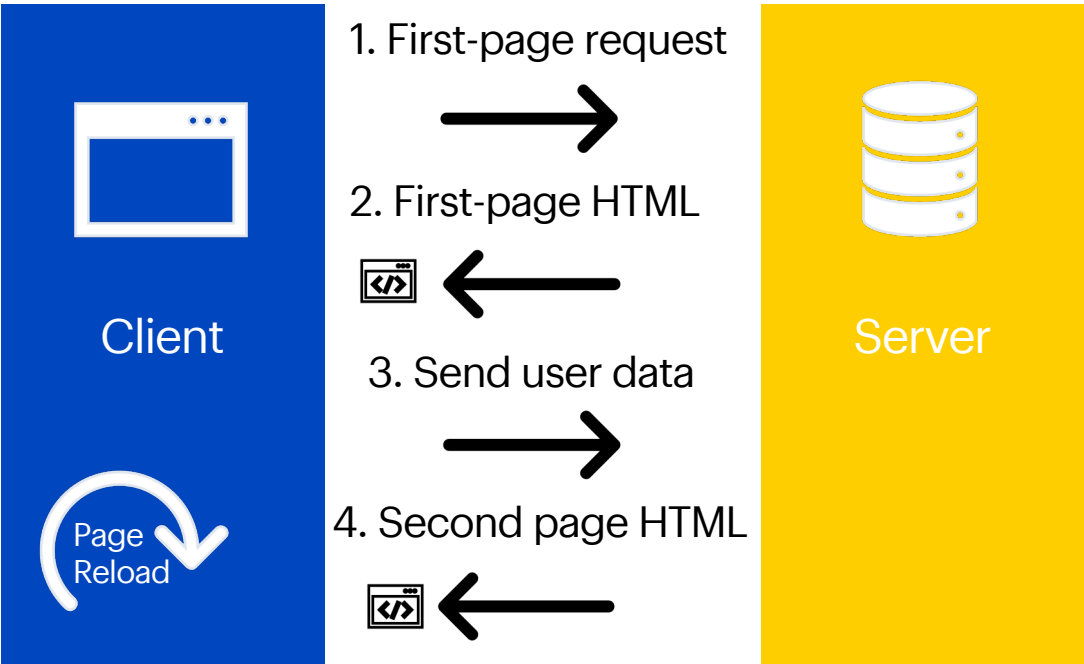 1. First-page request
2. First-page HTML
</>
Client
Server
3. Send user data
Page
Reload
4. Second page HTML
</>